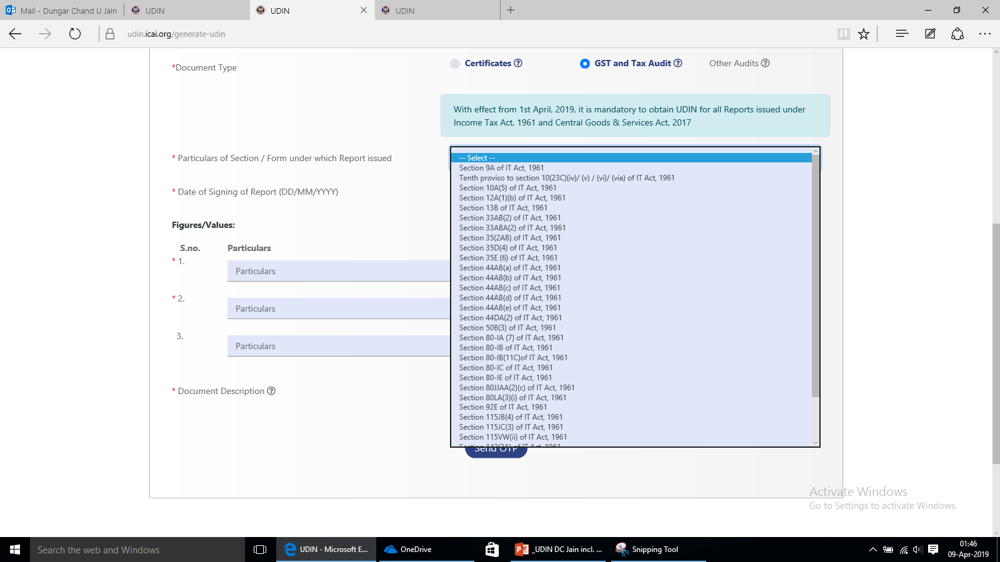 Mail - Dungar Chand U Jain
UDIN
UDIN
UDIN
udin.icai.org/generate-udin
*Document Type
Certificates
GST and Tax Audit
Other Audits
With effect from 1st April, 2019, it is mandatory to obtain UDIN for all Reports issued under
Income Tax Act, 1961 and Central Goods & Services Act, 2017
* Particulars of Section / Form under which Report issued
-- Select --
Section 9A of IT Act, 1961
Tenth proviso to section 10(23C)(iv)/ (v) / (vi)/ (via) of IT Act, 1961
Section 10A(5) of IT Act, 1961
Section 12A(1)(b) of IT Act, 1961
Section 13B of IT Act, 1961
Section 33AB(2) of IT Act, 1961
Section 33ABA(2) of IT Act, 1961
Section 35(2AB) of IT Act, 1961
Section 35D(4) of IT Act, 1961
Section 35E (6) of IT Act, 1961
Section 44AB(a) of IT Act, 1961
Section 44AB(b) of IT Act, 1961
Section 44AB(c) of IT Act, 1961
Section 44AB(d) of IT Act, 1961
Section 44AB(e) of IT Act, 1961
Section 44DA(2) of IT Act, 1961
Section 50B(3) of IT Act, 1961
Section 80-IA (7) of IT Act, 1961
Section 80-IB of IT Act, 1961
Section 80-IB(11C)of IT Act, 1961
Section 80-IC of IT Act, 1961
Section 80-IE of IT Act, 1961
Section 80JJAA(2)(c) of IT Act, 1961
Section 80LA(3)(i) of IT Act, 1961
Section 92E of IT Act, 1961
Section 115JB(4) of IT Act, 1961
Section 115JC(3) of IT Act, 1961
Section 115VW(ii) of IT Act, 1961
Section 142(2A) of IT Act, 1961
* Date of Signing of Report (DD/MM/YYYY)
Figures/Values:
S.no. Particulars
* 1. Particulars
* 2. Particulars
3. Particulars
* Document Description
Send OTP
Activate Windows
Go to Settings to activate Windows.
Search the web and Windows
UDIN - Microsoft E...
OneDrive
_UDIN DC Jain incl. ...
Snipping Tool
01:46
09-Apr-2019